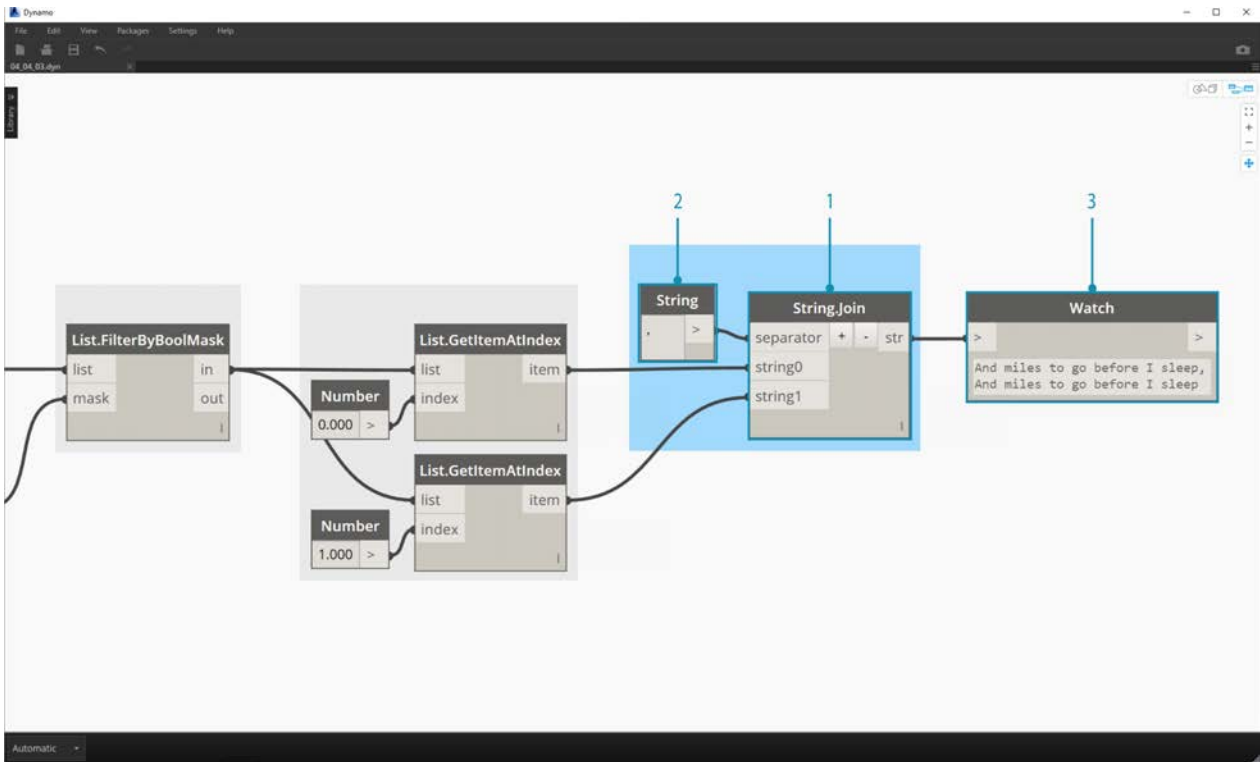 Dynamo
File Edit View Packages Settings Help
04_04_03.dyn
Library
2 1 3
String
, >
String.Join
separator + - str
string0
string1
Watch
> >
And miles to go before I sleep,
And miles to go before I sleep
List.FilterByBoolMask
list in
mask out
List.GetItemAtIndex
list item
index
Number
0.000 >
List.GetItemAtIndex
list item
index
Number
1.000 >
Automatic